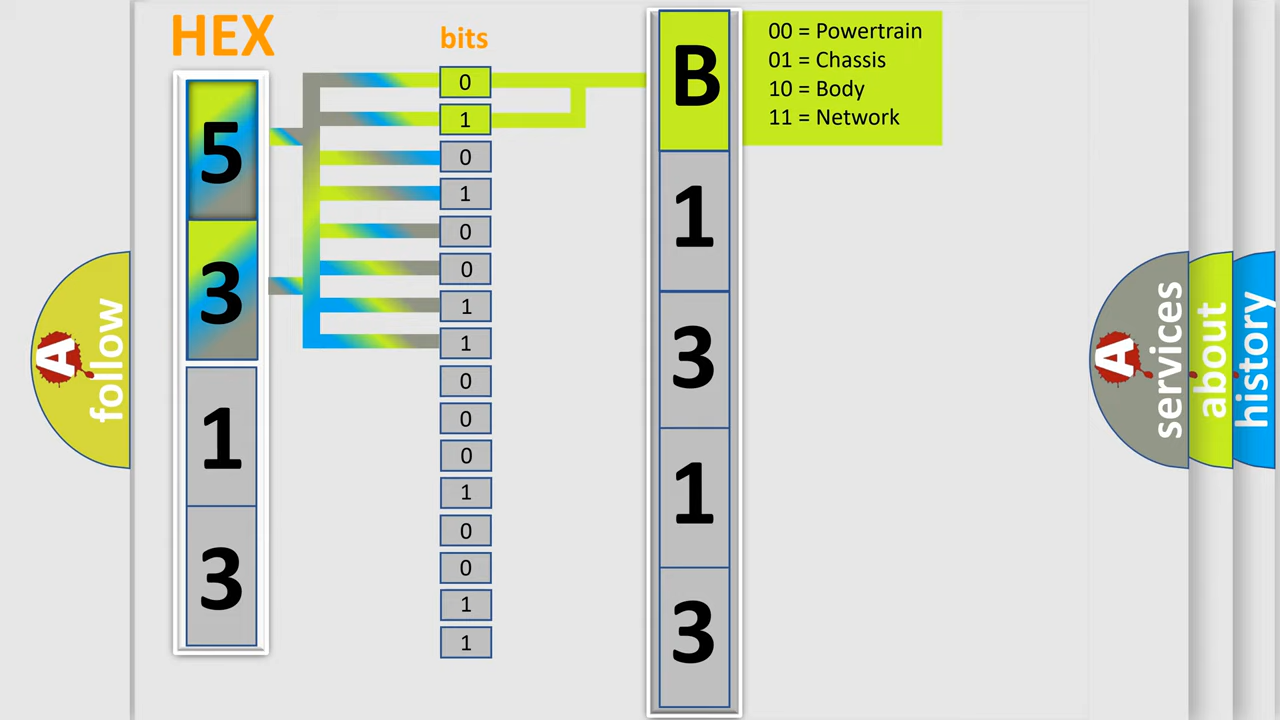 HEX
bits
5
3
1
3
0
1
0
1
0
0
1
1
0
0
0
1
0
0
1
1
B
1
3
1
3
00 = Powertrain
01 = Chassis
10 = Body
11 = Network
A
follow
A
services
about
history